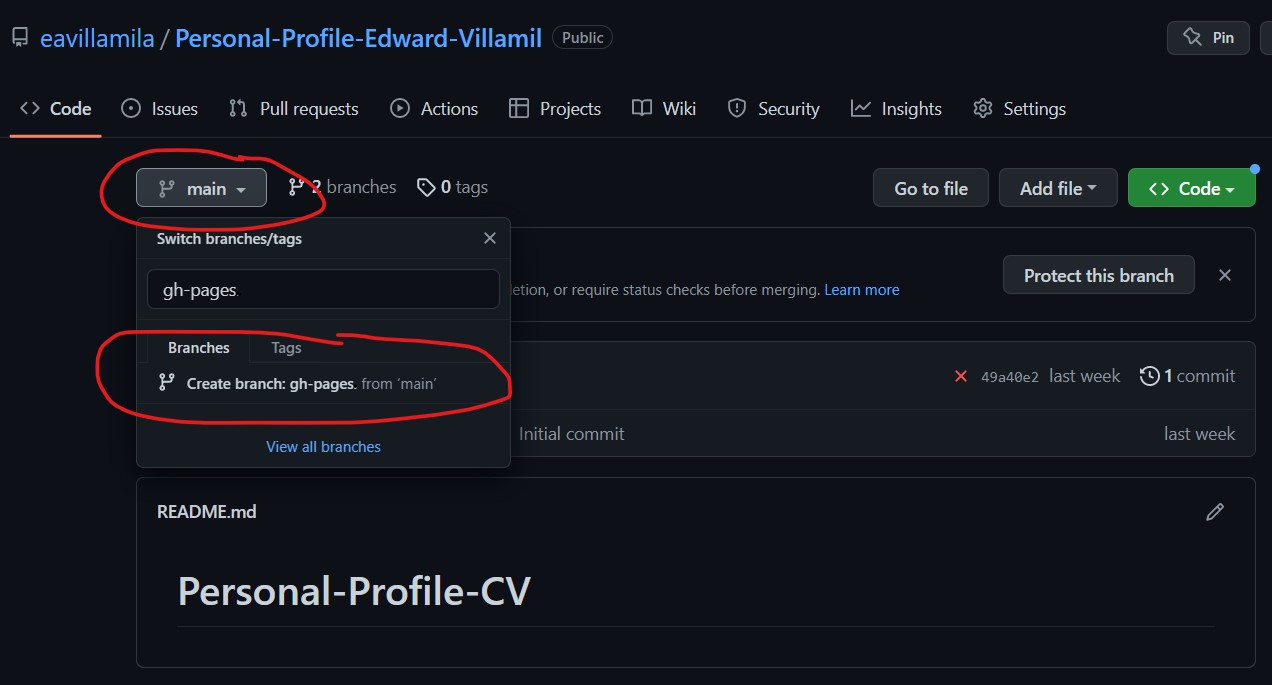 eavillamila / Personal-Profile-Edward-Villamil Public Pin
Code Issues Pull requests Actions Projects Wiki Security Insights Settings
main 2 branches 0 tags Go to file Add file Code
Switch branches/tags
gh-pages.
etion, or require status checks before merging. Learn more Protect this branch
Branches Tags
Create branch: gh-pages. from ‘main’
49a40e2 last week 1 commit
Initial commit last week
View all branches
README.md
Personal-Profile-CV